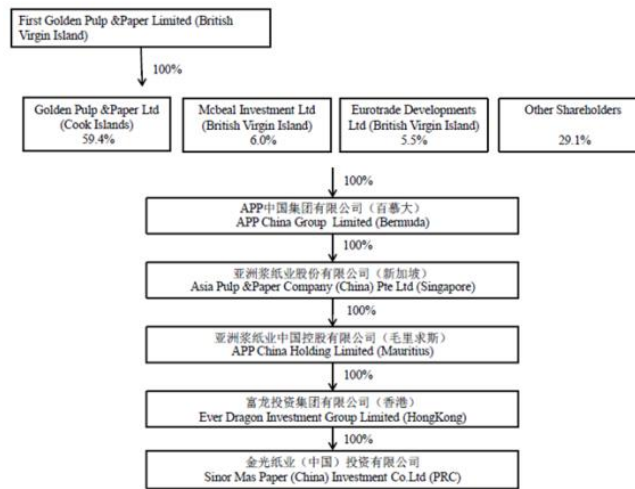 First Golden Pulp &Paper Limited (British
Virgin Island)
100%
Golden Pulp &Paper Ltd
(Cook Islands)
59.4%
Mcbeal Investment Ltd
(British Virgin Island)
6.0%
Eurotrade Developments
Ltd (British Virgin Island)
5.5%
Other Shareholders
29.1%
100%
APP中国集团有限公司（百慕大）
APP China Group Limited (Bermuda)
100%
亚洲浆纸业股份有限公司（新加坡）
Asia Pulp &Paper Company (China) Pte Ltd (Singapore)
100%
亚洲浆纸业中国控股有限公司（毛里求斯）
APP China Holding Limited (Mauritius)
100%
富龙投资集团有限公司（香港）
Ever Dragon Investment Group Limited (HongKong)
100%
金光纸业（中国）投资有限公司
Sinor Mas Paper (China) Investment Co.Ltd (PRC)